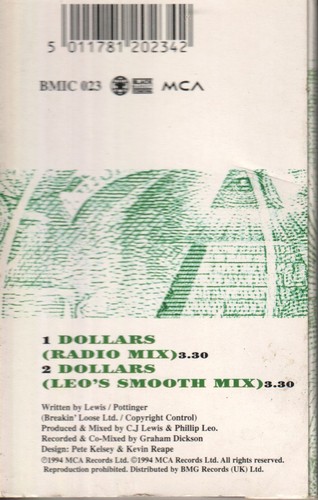 5 011781 202342
BMIC 023 BLACK MARKET MCA
1 DOLLARS
(RADIO MIX)3.30
2 DOLLARS
(LEO'S SMOOTH MIX)3.30
Written by Lewis / Pottinger
(Breakin' Loose Ltd. / Copyright Control)
Produced & Mixed by C.J Lewis & Phillip Leo.
Recorded & Co-Mixed by Graham Dickson
Design: Pete Kelsey & Kevin Reape
℗1994 MCA Records Ltd. ©1994 MCA Records Ltd. All rights reserved.
Reproduction prohibited. Distributed by BMG Records (UK) Ltd.